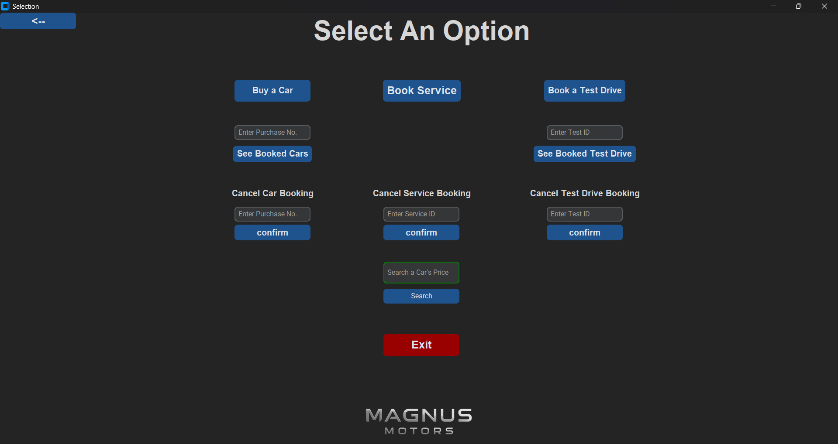 Selection
<--
Select An Option
Buy a Car
Book Service
Book a Test Drive
Enter Purchase No.
Enter Test ID
See Booked Cars
See Booked Test Drive
Cancel Car Booking
Cancel Service Booking
Cancel Test Drive Booking
Enter Purchase No.
Enter Service ID
Enter Test ID
confirm
confirm
confirm
Search a Car's Price
Search
Exit
MAGNUS
MOTORS